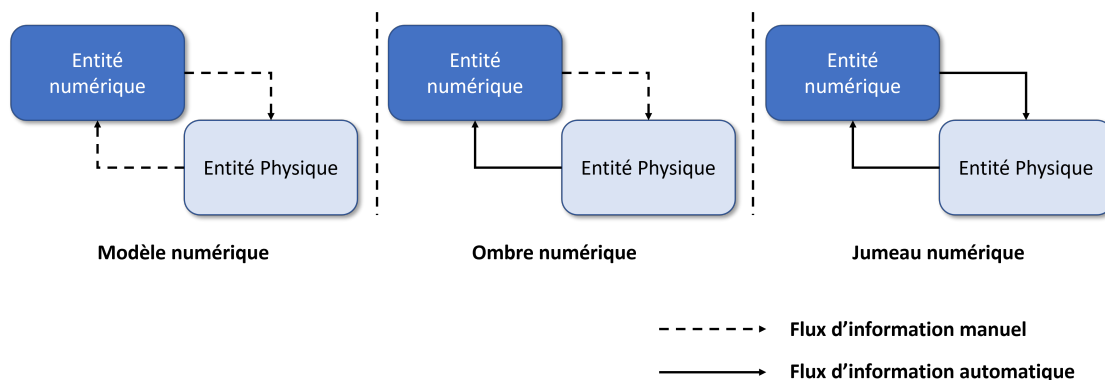 Entité
numérique
Entité Physique
Modèle numérique
Entité
numérique
Entité Physique
Ombre numérique
Entité
numérique
Entité Physique
Jumeau numérique
Flux d’information manuel
Flux d’information automatique